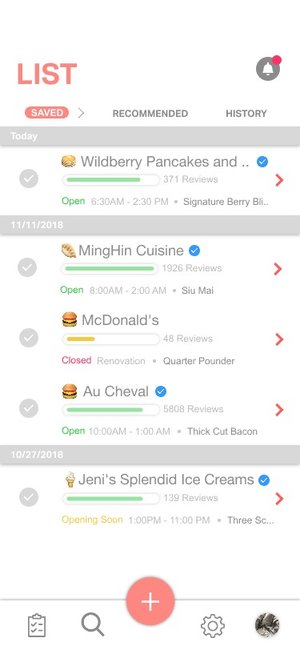 LIST
SAVED RECOMMENDED HISTORY
Today
Wildberry Pancakes and ..
371 Reviews
Open 6:30AM - 2:30 PM • Signature Berry Bli..
11/11/2018
MingHin Cuisine
1926 Reviews
Open 8:00AM - 2:00 AM • Siu Mai
McDonald's
48 Reviews
Closed Renovation • Quarter Pounder
Au Cheval
5808 Reviews
Open 10:00AM - 1:00 AM • Thick Cut Bacon
10/27/2018
Jeni's Splendid Ice Creams
139 Reviews
Opening Soon 1:00PM - 11:00 PM • Three Sc...